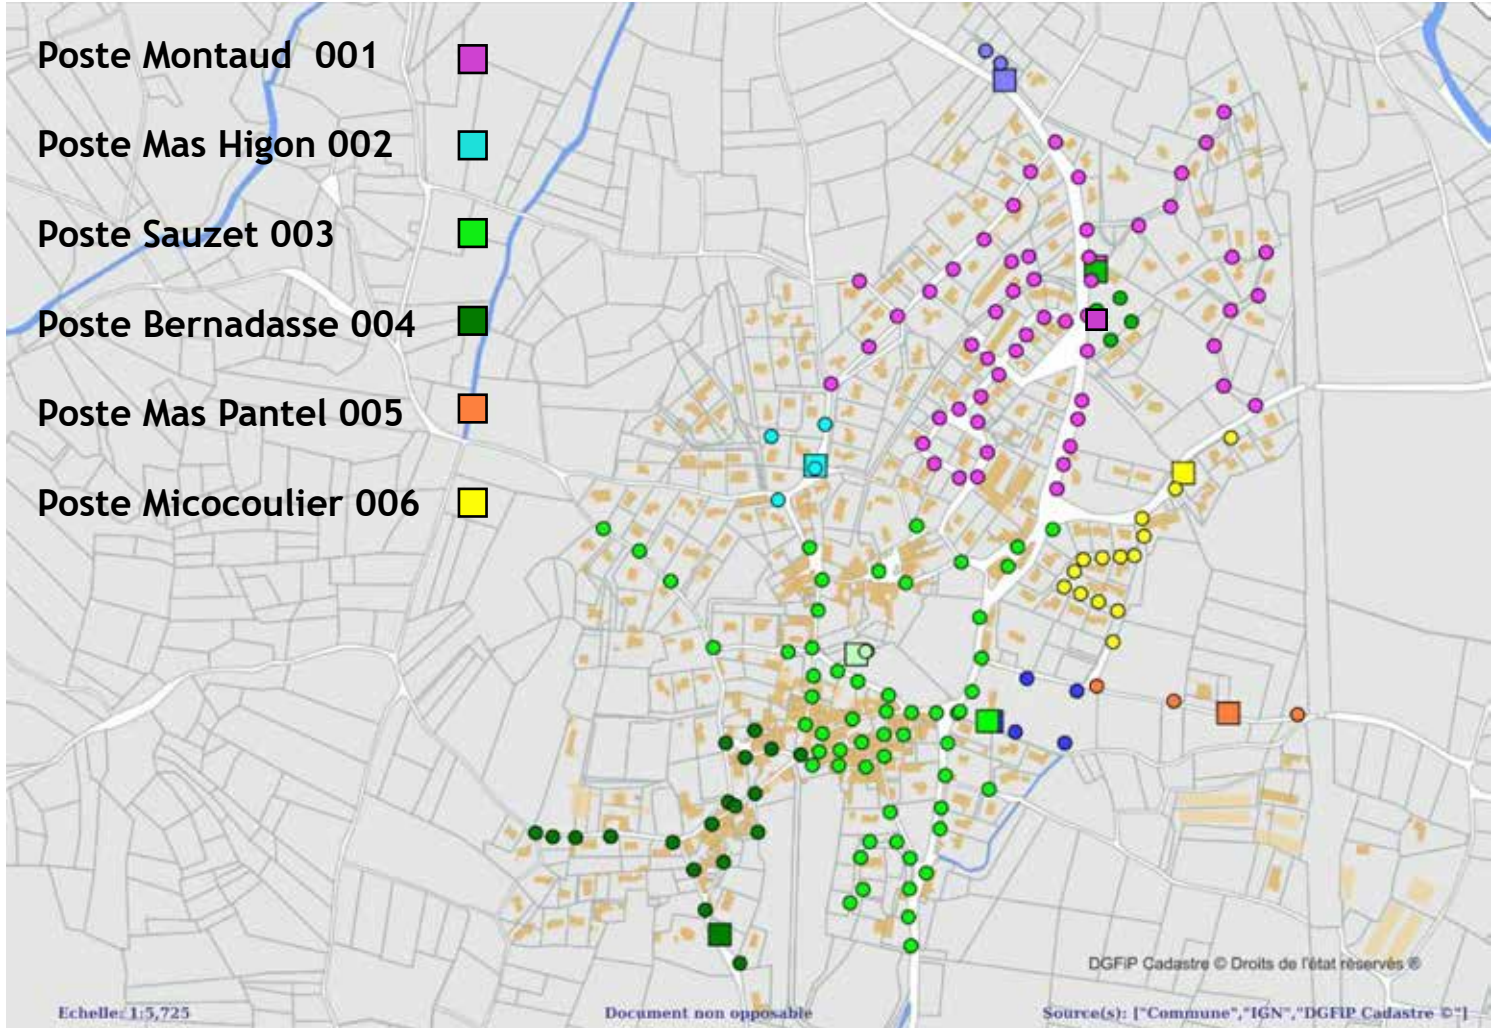 Poste Montaud 001
Poste Mas Higon 002
Poste Sauzet 003
Poste Bernadasse 004
Poste Mas Pantel 005
Poste Micocoulier 006
DGFiP Cadastre © Droits de l'état réservés ®
Echelle: 1:5,725
Document non opposable
Source(s): ["Commune","IGN","DGFIP Cadastre ©"]